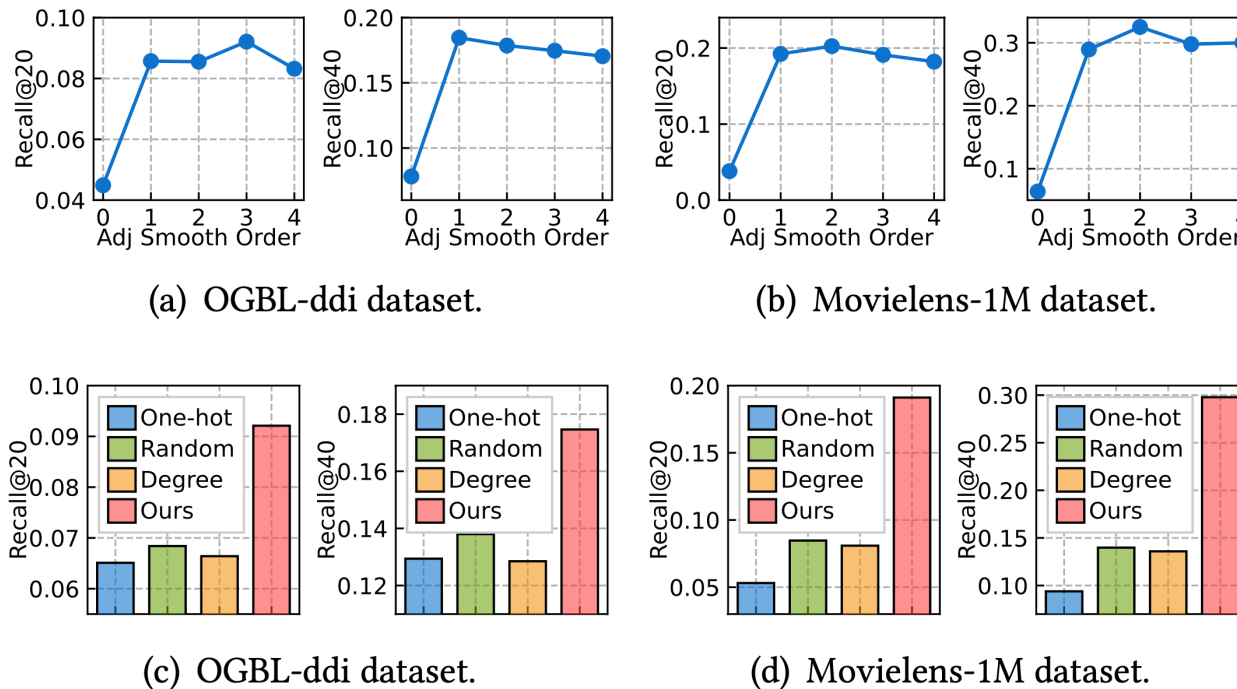 0.10
0.08
0.06
0.04
Recall@20
0 1 2 3 4
Adj Smooth Order
0.20
0.15
0.10
Recall@40
0 1 2 3 4
Adj Smooth Order
(a) OGBL-ddi dataset.
0.2
0.1
0.0
Recall@20
0 1 2 3 4
Adj Smooth Order
0.3
0.2
0.1
Recall@40
0 1 2 3 4
Adj Smooth Order
(b) Movielens-1M dataset.
0.10
0.09
0.08
0.07
0.06
Recall@20
One-hot
Random
Degree
Ours
0.18
0.16
0.14
0.12
Recall@40
One-hot
Random
Degree
Ours
(c) OGBL-ddi dataset.
0.20
0.15
0.10
0.05
Recall@20
One-hot
Random
Degree
Ours
0.30
0.25
0.20
0.15
0.10
Recall@40
One-hot
Random
Degree
Ours
(d) Movielens-1M dataset.